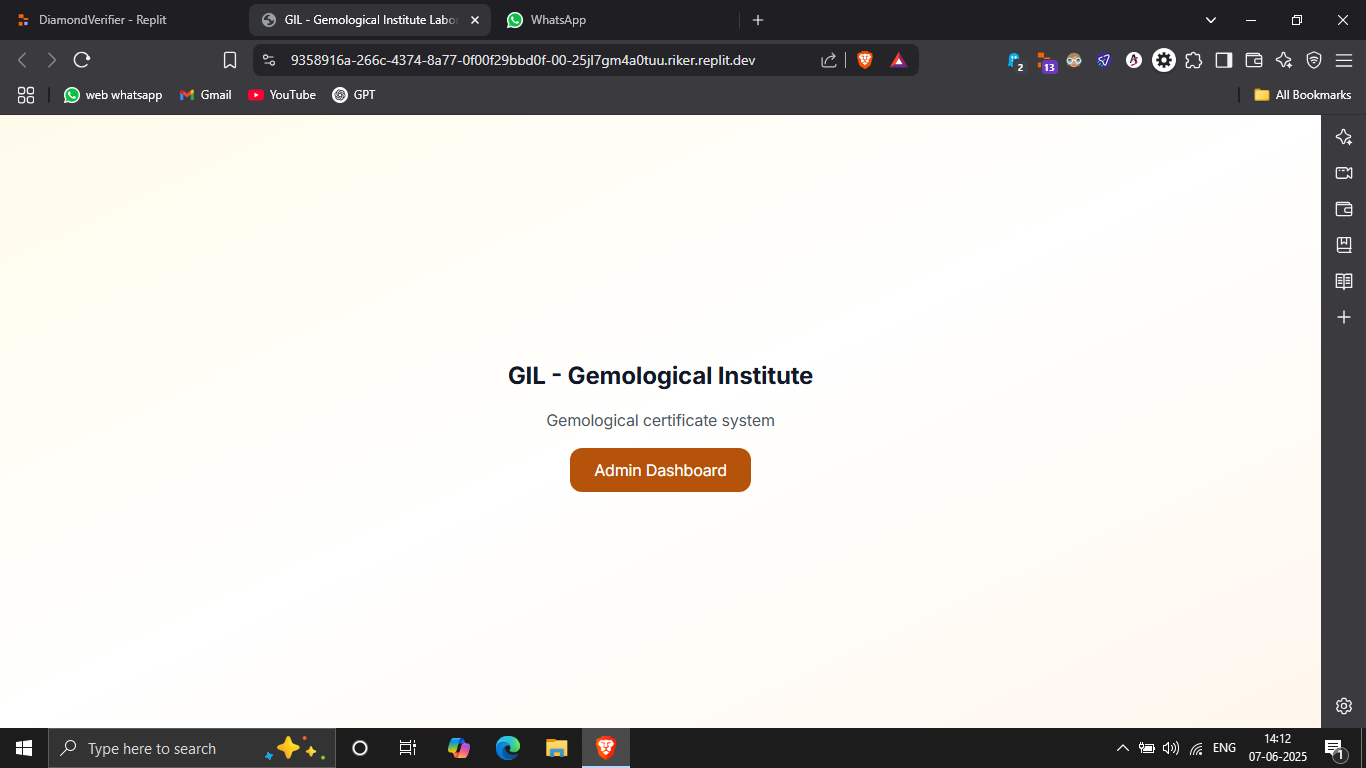 DiamondVerifier - Replit
GIL - Gemological Institute Labor
WhatsApp
9358916a-266c-4374-8a77-0f00f29bbd0f-00-25jl7gm4a0tuu.riker.replit.dev
2
13
web whatsapp
Gmail
YouTube
GPT
All Bookmarks
GIL - Gemological Institute
Gemological certificate system
Admin Dashboard
Type here to search
ENG
14:12
07-06-2025
1